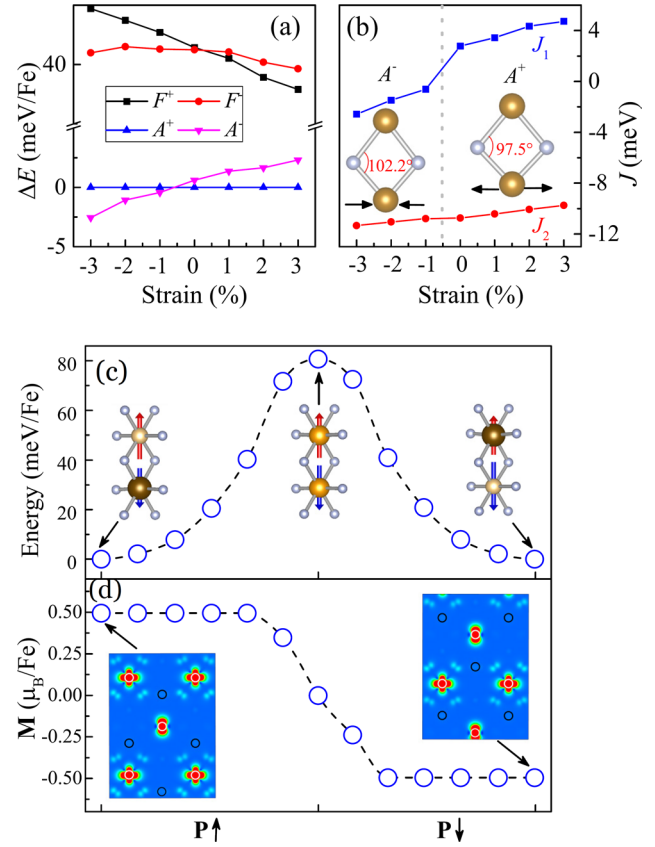 (a)
ΔE (meV/Fe)
40
0
-5
F⁺ F⁻
A⁺ A⁻
-3 -2 -1 0 1 2 3
Strain (%)
(b)
J₁
A⁻ A⁺
102.2° 97.5°
J₂
4
0
-4
-8
-12
J (meV)
-3 -2 -1 0 1 2 3
Strain (%)
(c)
Energy (meV/Fe)
80
60
40
20
0
(d)
M (μB/Fe)
0.50
0.25
0.00
-0.25
-0.50
P↑ P↓